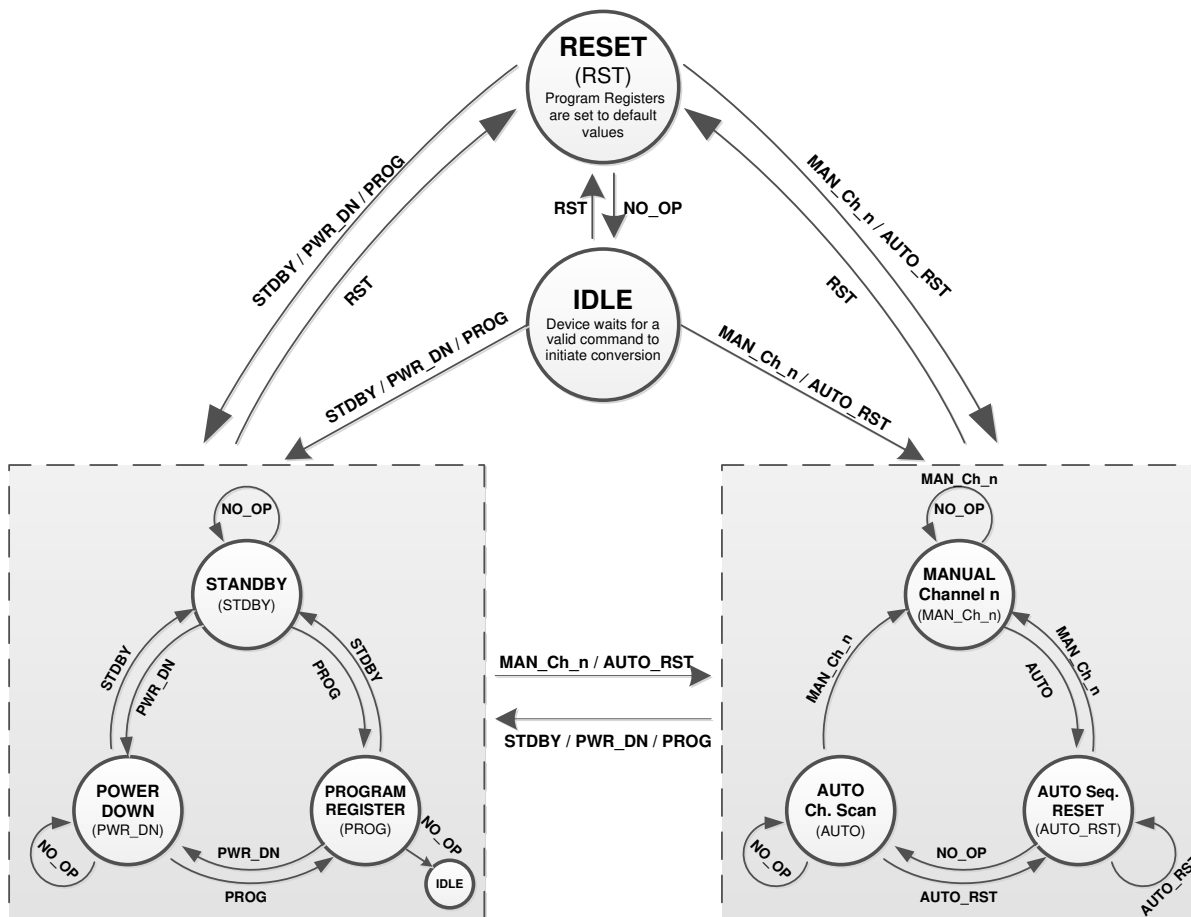 RESET
(RST)
Program Registers
are set to default
values
STDBY / PWR_DN / PROG
RST
RST
NO_OP
MAN_Ch_n / AUTO_RST
RST
IDLE
Device waits for a
valid command to
initiate conversion
STDBY / PWR_DN / PROG
MAN_Ch_n / AUTO_RST
NO_OP
STANDBY
(STDBY)
STDBY
PWR_DN
PROG
STDBY
POWER
DOWN
(PWR_DN)
PROGRAM
REGISTER
(PROG)
NO_OP
PWR_DN
PROG
NO_OP
IDLE
MAN_Ch_n / AUTO_RST
STDBY / PWR_DN / PROG
MAN_Ch_n
NO_OP
MANUAL
Channel n
(MAN_Ch_n)
MAN_Ch_n
AUTO
MAN_Ch_n
AUTO
Ch. Scan
(AUTO)
AUTO Seq.
RESET
(AUTO_RST)
NO_OP
NO_OP
AUTO_RST
AUTO_RST